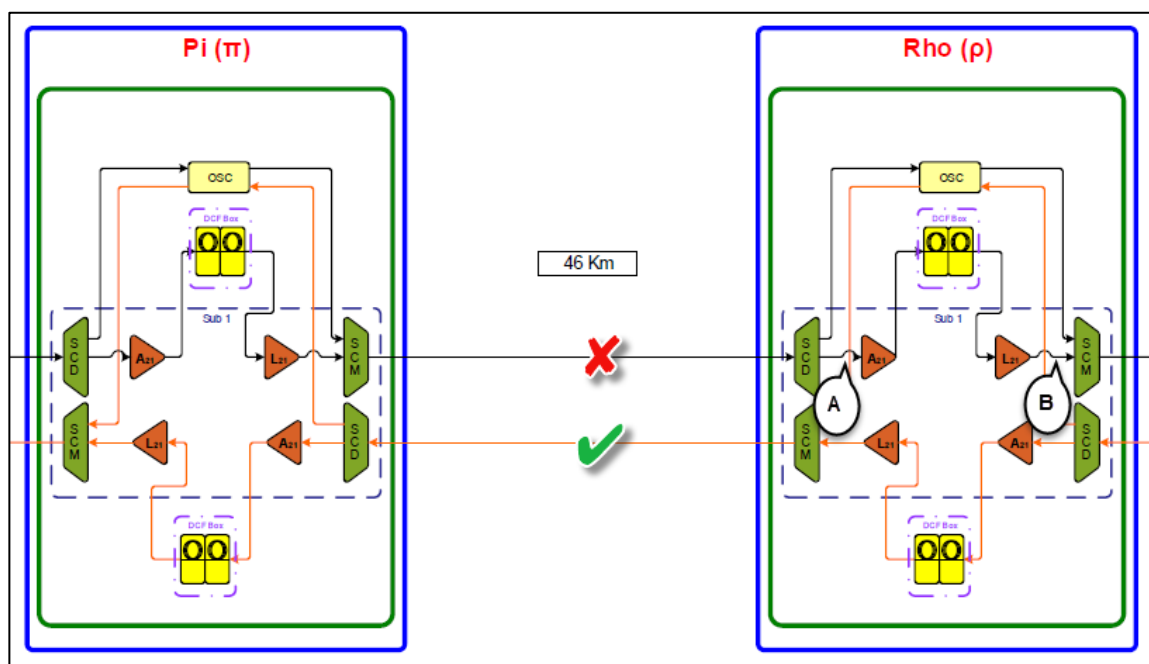 Pi (π)
Rho (ρ)
OSC
OSC
DCF Box
DCF Box
46 Km
Sub 1
Sub 1
SCD
A21
L21
SCM
SCD
A21
L21
SCM
A
B
SCM
L21
A21
SCD
SCM
L21
A21
SCD
DCF Box
DCF Box